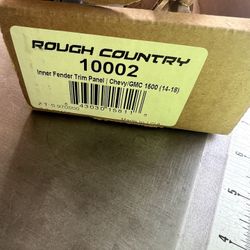 ROUGH COUNTRY
10002
Inner Fender Trim Panel | Chevy/GMC 1500 (14-18)